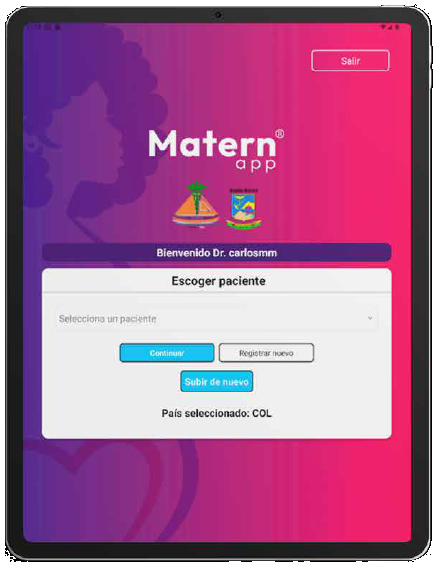 Salir
Matern®
app
Bienvenido Dr. carlosmm
Escoger paciente
Selecciona un paciente
Continuar
Registrar nuevo
Subir de nuevo
País seleccionado: COL